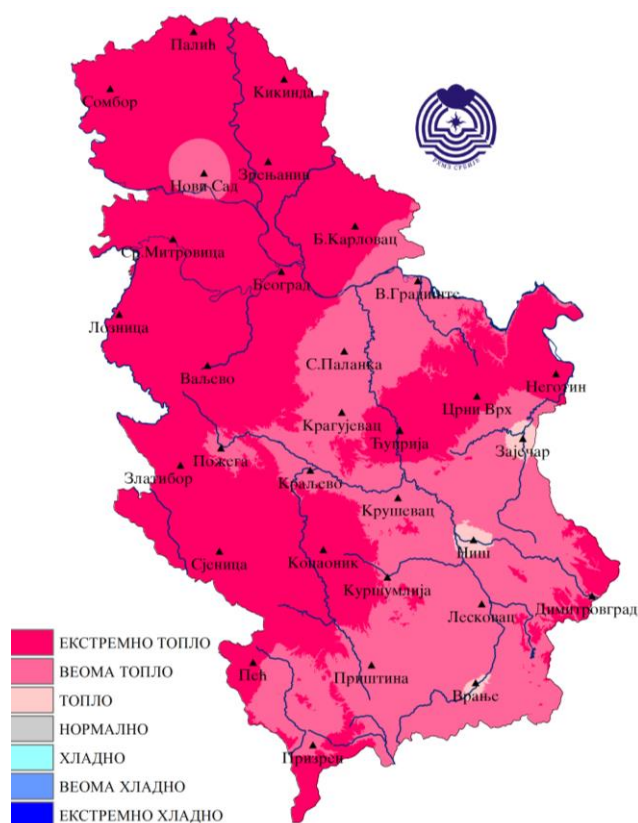 Палић
Кикинда
Сомбор
Зрењанин
Нови Сад
РХМЗ СРБИЈЕ
Б.Карловац
Ср.Митровица
Београд
В.Градиште
Лозница
С.Паланка
Ваљево
Неготин
Црни Врх
Крагујевац
Ћуприја
Зајечар
Пожега
Златибор
Краљево
Крушевац
Ниш
Сјеница
Копаоник
Куршумлија
Димитровград
Лесковац
Пећ
Приштина
Врање
Призрен
ЕКСТРЕМНО ТОПЛО
ВЕОМА ТОПЛО
ТОПЛО
НОРМАЛНО
ХЛАДНО
ВЕОМА ХЛАДНО
ЕКСТРЕМНО ХЛАДНО